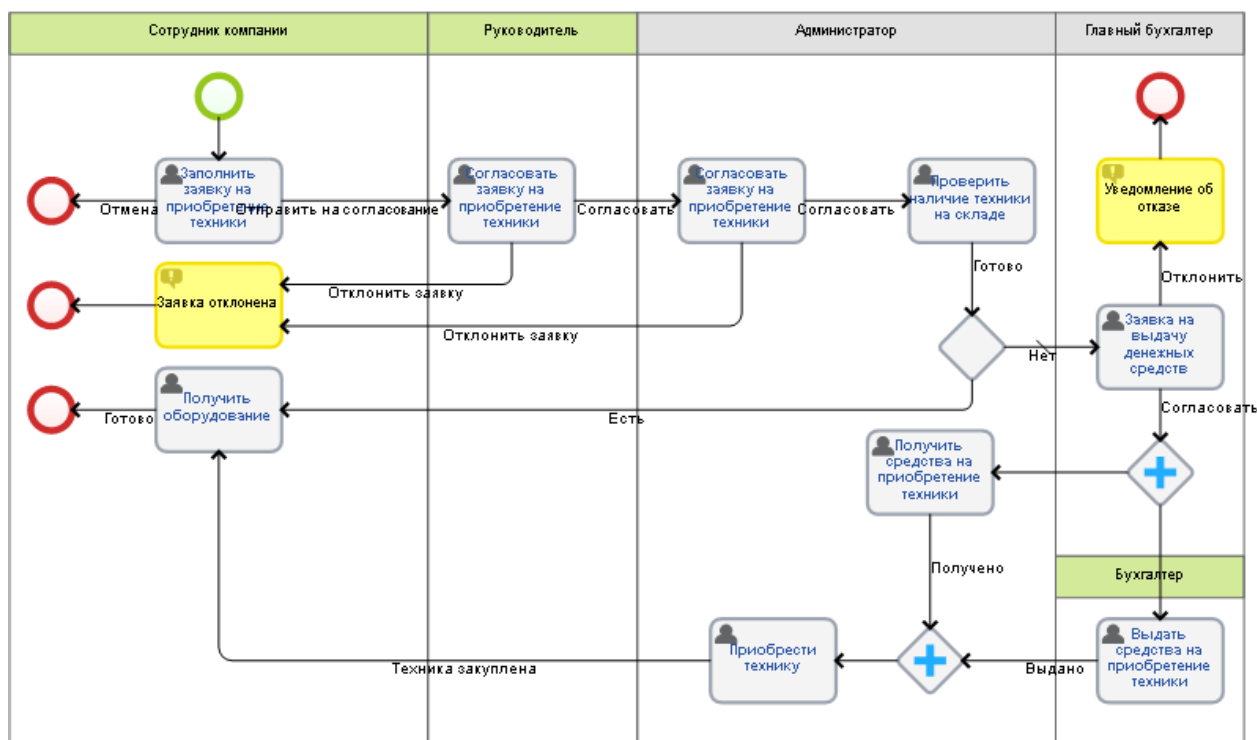 Сотрудник компании
Руководитель
Администратор
Главный бухгалтер
Заполнить
заявку на
приобретение
техники
Отмена
Отправить на согласование
Согласовать
заявку на
приобретение
техники
Согласовать
Согласовать
заявку на
приобретение
техники
Согласовать
Проверить
наличие техники
на складе
Уведомление об
отказе
Готово
Отклонить
Заявка отклонена
Отклонить заявку
Отклонить заявку
Заявка на
выдачу
денежных
средств
Нет
Получить
оборудование
Готово
Есть
Согласовать
Получить
средства на
приобретение
техники
Получено
Бухгалтер
Приобрести
технику
Техника закуплена
Выдано
Выдать
средства на
приобретение
техники